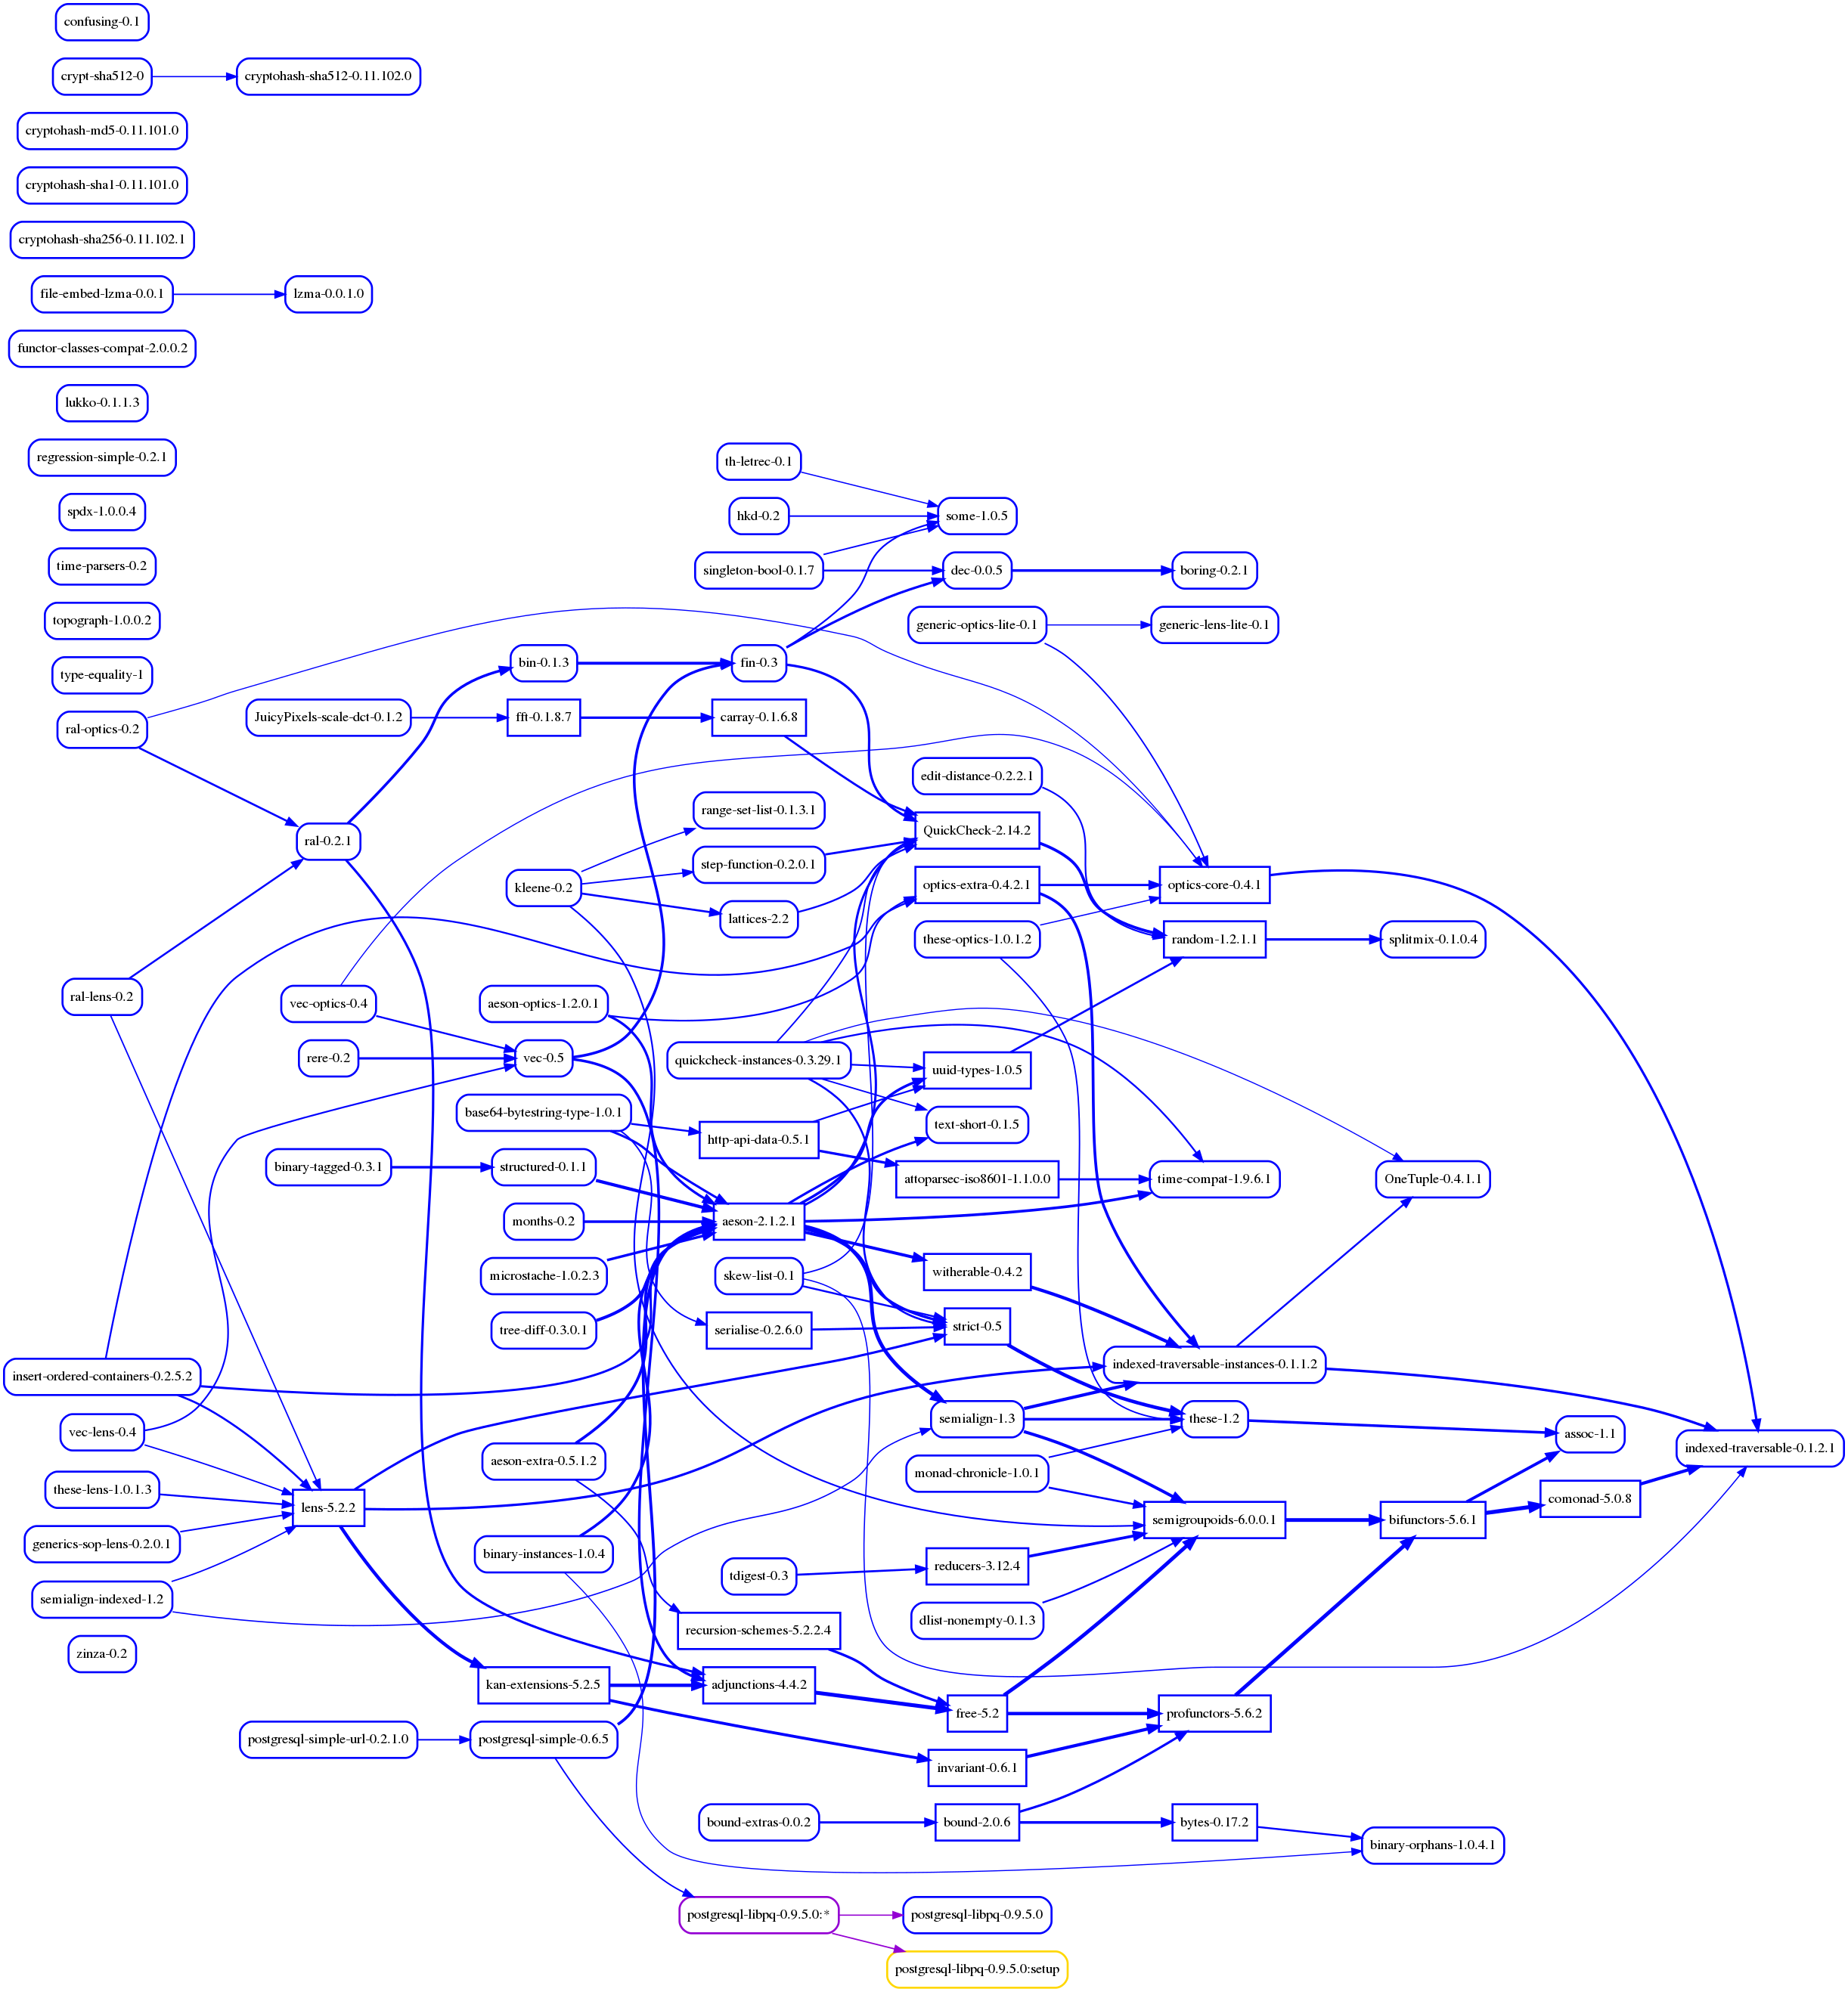 confusing-0.1
crypt-sha512-0
cryptohash-sha512-0.11.102.0
cryptohash-md5-0.11.101.0
cryptohash-sha1-0.11.101.0
cryptohash-sha256-0.11.102.1
file-embed-lzma-0.0.1
lzma-0.0.1.0
functor-classes-compat-2.0.0.2
lukko-0.1.1.3
regression-simple-0.2.1
th-letrec-0.1
spdx-1.0.0.4
hkd-0.2
some-1.0.5
time-parsers-0.2
singleton-bool-0.1.7
dec-0.0.5
boring-0.2.1
topograph-1.0.0.2
generic-optics-lite-0.1
generic-lens-lite-0.1
type-equality-1
bin-0.1.3
fin-0.3
ral-optics-0.2
JuicyPixels-scale-dct-0.1.2
fft-0.1.8.7
carray-0.1.6.8
edit-distance-0.2.2.1
range-set-list-0.1.3.1
QuickCheck-2.14.2
ral-0.2.1
step-function-0.2.0.1
kleene-0.2
optics-extra-0.4.2.1
optics-core-0.4.1
lattices-2.2
these-optics-1.0.1.2
random-1.2.1.1
splitmix-0.1.0.4
ral-lens-0.2
vec-optics-0.4
aeson-optics-1.2.0.1
rere-0.2
vec-0.5
quickcheck-instances-0.3.29.1
uuid-types-1.0.5
base64-bytestring-type-1.0.1
text-short-0.1.5
http-api-data-0.5.1
binary-tagged-0.3.1
structured-0.1.1
attoparsec-iso8601-1.1.0.0
time-compat-1.9.6.1
OneTuple-0.4.1.1
months-0.2
aeson-2.1.2.1
microstache-1.0.2.3
skew-list-0.1
witherable-0.4.2
tree-diff-0.3.0.1
serialise-0.2.6.0
strict-0.5
insert-ordered-containers-0.2.5.2
indexed-traversable-instances-0.1.1.2
vec-lens-0.4
semialign-1.3
these-1.2
assoc-1.1
indexed-traversable-0.1.2.1
these-lens-1.0.1.3
aeson-extra-0.5.1.2
monad-chronicle-1.0.1
comonad-5.0.8
lens-5.2.2
semigroupoids-6.0.0.1
bifunctors-5.6.1
generics-sop-lens-0.2.0.1
binary-instances-1.0.4
tdigest-0.3
reducers-3.12.4
semialign-indexed-1.2
dlist-nonempty-0.1.3
recursion-schemes-5.2.2.4
zinza-0.2
kan-extensions-5.2.5
adjunctions-4.4.2
free-5.2
profunctors-5.6.2
postgresql-simple-url-0.2.1.0
postgresql-simple-0.6.5
invariant-0.6.1
bound-extras-0.0.2
bound-2.0.6
bytes-0.17.2
binary-orphans-1.0.4.1
postgresql-libpq-0.9.5.0:*
postgresql-libpq-0.9.5.0
postgresql-libpq-0.9.5.0:setup